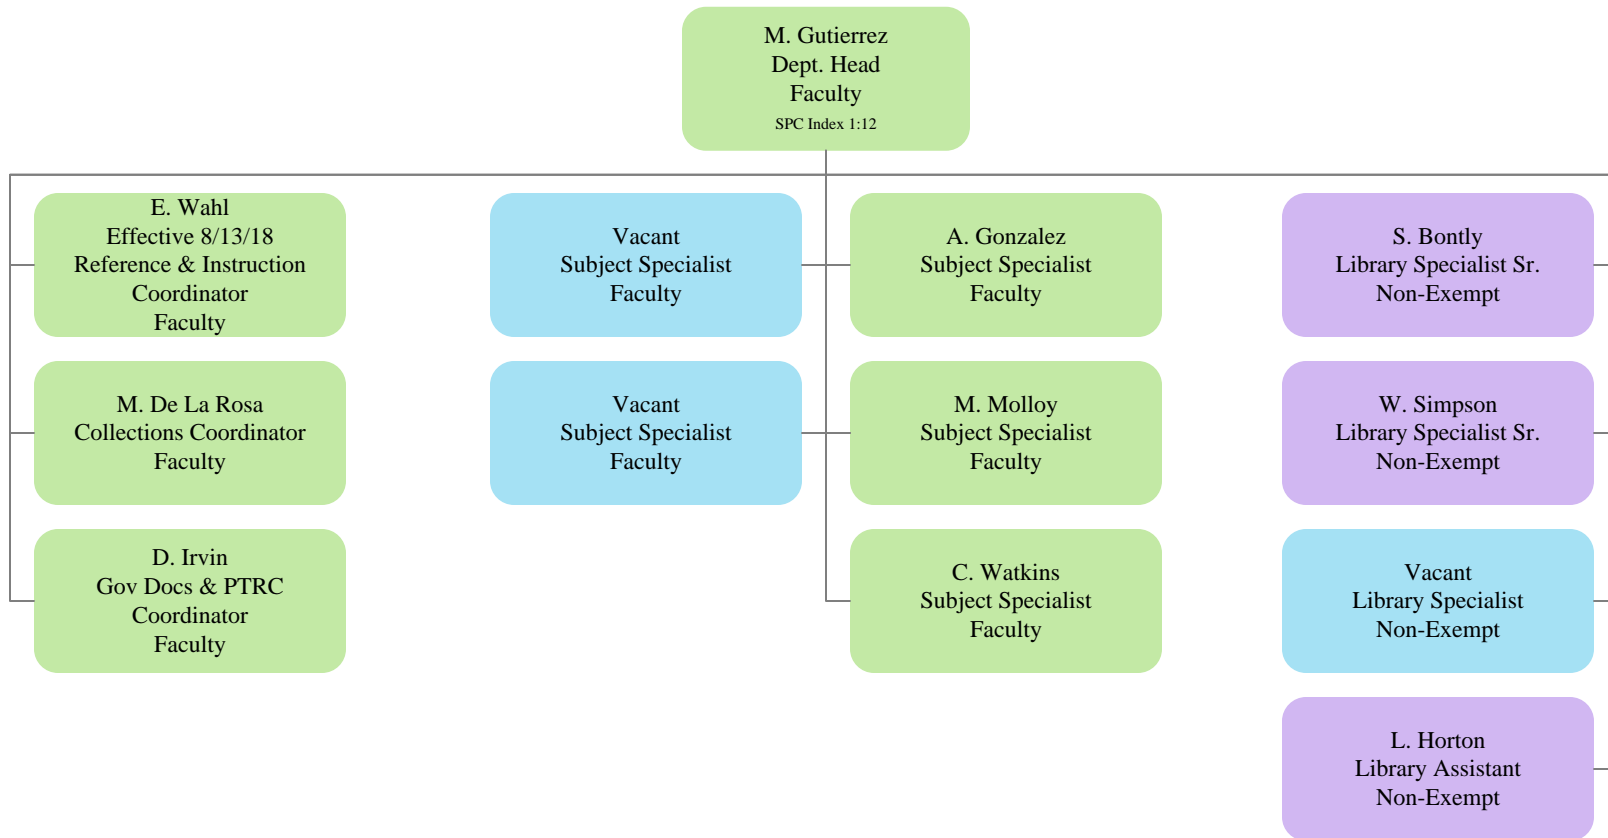 M. Gutierrez
Dept. Head
Faculty
SPC Index 1:12
E. Wahl
Effective 8/13/18
Reference & Instruction
Coordinator
Faculty
Vacant
Subject Specialist
Faculty
A. Gonzalez
Subject Specialist
Faculty
S. Bontly
Library Specialist Sr.
Non-Exempt
M. De La Rosa
Collections Coordinator
Faculty
Vacant
Subject Specialist
Faculty
M. Molloy
Subject Specialist
Faculty
W. Simpson
Library Specialist Sr.
Non-Exempt
D. Irvin
Gov Docs & PTRC
Coordinator
Faculty
C. Watkins
Subject Specialist
Faculty
Vacant
Library Specialist
Non-Exempt
L. Horton
Library Assistant
Non-Exempt